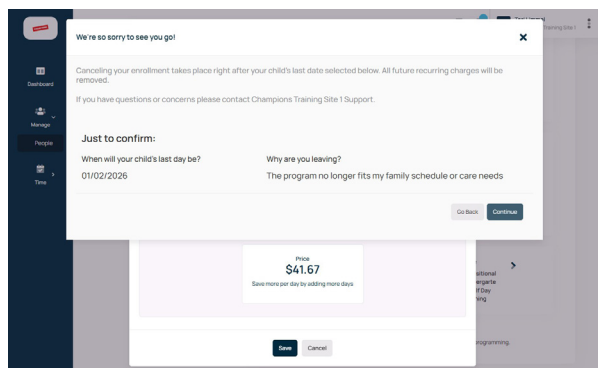 We're so sorry to see you go!
Canceling your enrollment takes place right after your child's last date selected below. All future recurring charges will be
removed.
If you have questions or concerns please contact Champions Training Site 1 Support.
Just to confirm:
When will your child's last day be?
Why are you leaving?
01/02/2026
The program no longer fits my family schedule or care needs
Go Back
Continue
Dashboard
Manage
People
Time
Training Site 1
Price
$41.67
Save more per day by adding more days
Save
Cancel
programming.